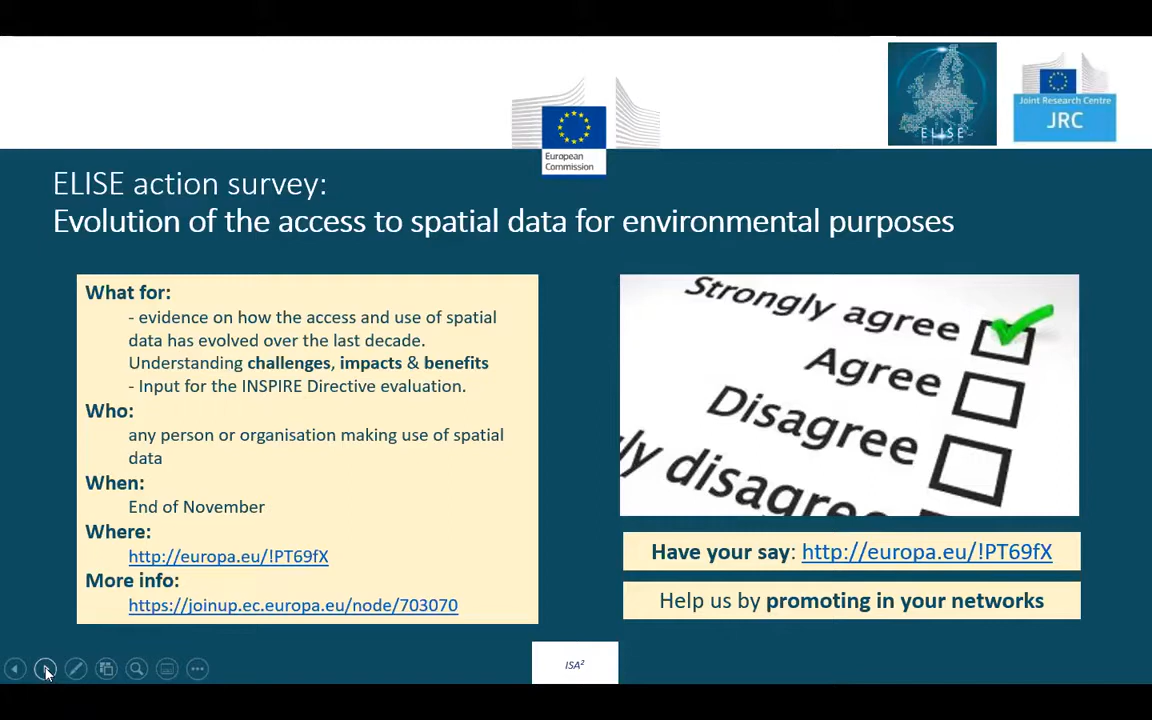 ELISE
Joint Research Centre
JRC
European
Commission
ELISE action survey:
Evolution of the access to spatial data for environmental purposes
What for:
- evidence on how the access and use of spatial
data has evolved over the last decade.
Understanding challenges, impacts & benefits
- Input for the INSPIRE Directive evaluation.
Who:
any person or organisation making use of spatial
data
When:
End of November
Where:
http://europa.eu/!PT69fX
More info:
https://joinup.ec.europa.eu/node/703070
Strongly agree
Agree
Disagree
ly disagree
Have your say: http://europa.eu/!PT69fX
Help us by promoting in your networks
ISA²